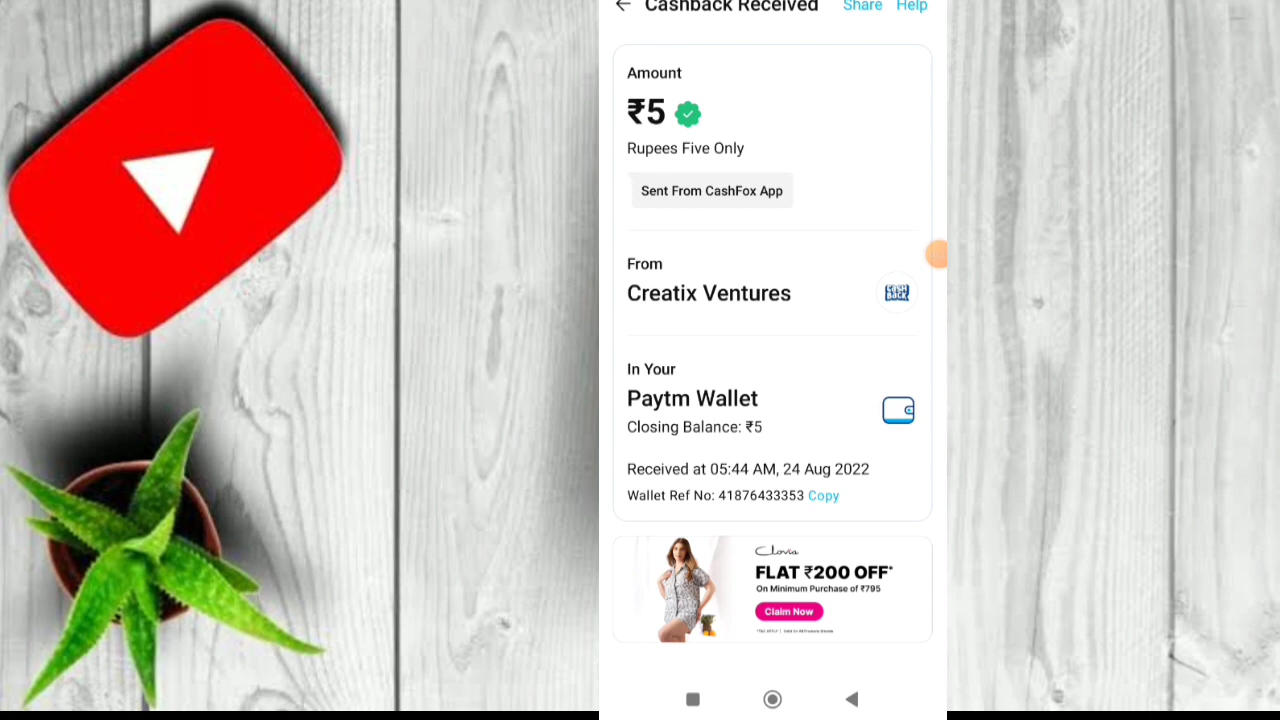 Cashback Received Share Help
Amount
₹5
Rupees Five Only
Sent From CashFox App
From
Creatix Ventures
CASH
BACK
In Your
Paytm Wallet
Closing Balance: ₹5
Received at 05:44 AM, 24 Aug 2022
Wallet Ref No: 41876433353 Copy
Clovia
FLAT ₹200 OFF*
On Minimum Purchase of ₹795
Claim Now